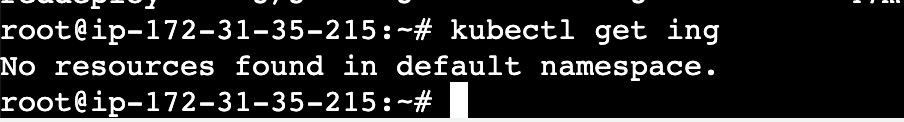 root@ip-172-31-35-215:~# kubectl get ing
No resources found in default namespace.
root@ip-172-31-35-215:~#